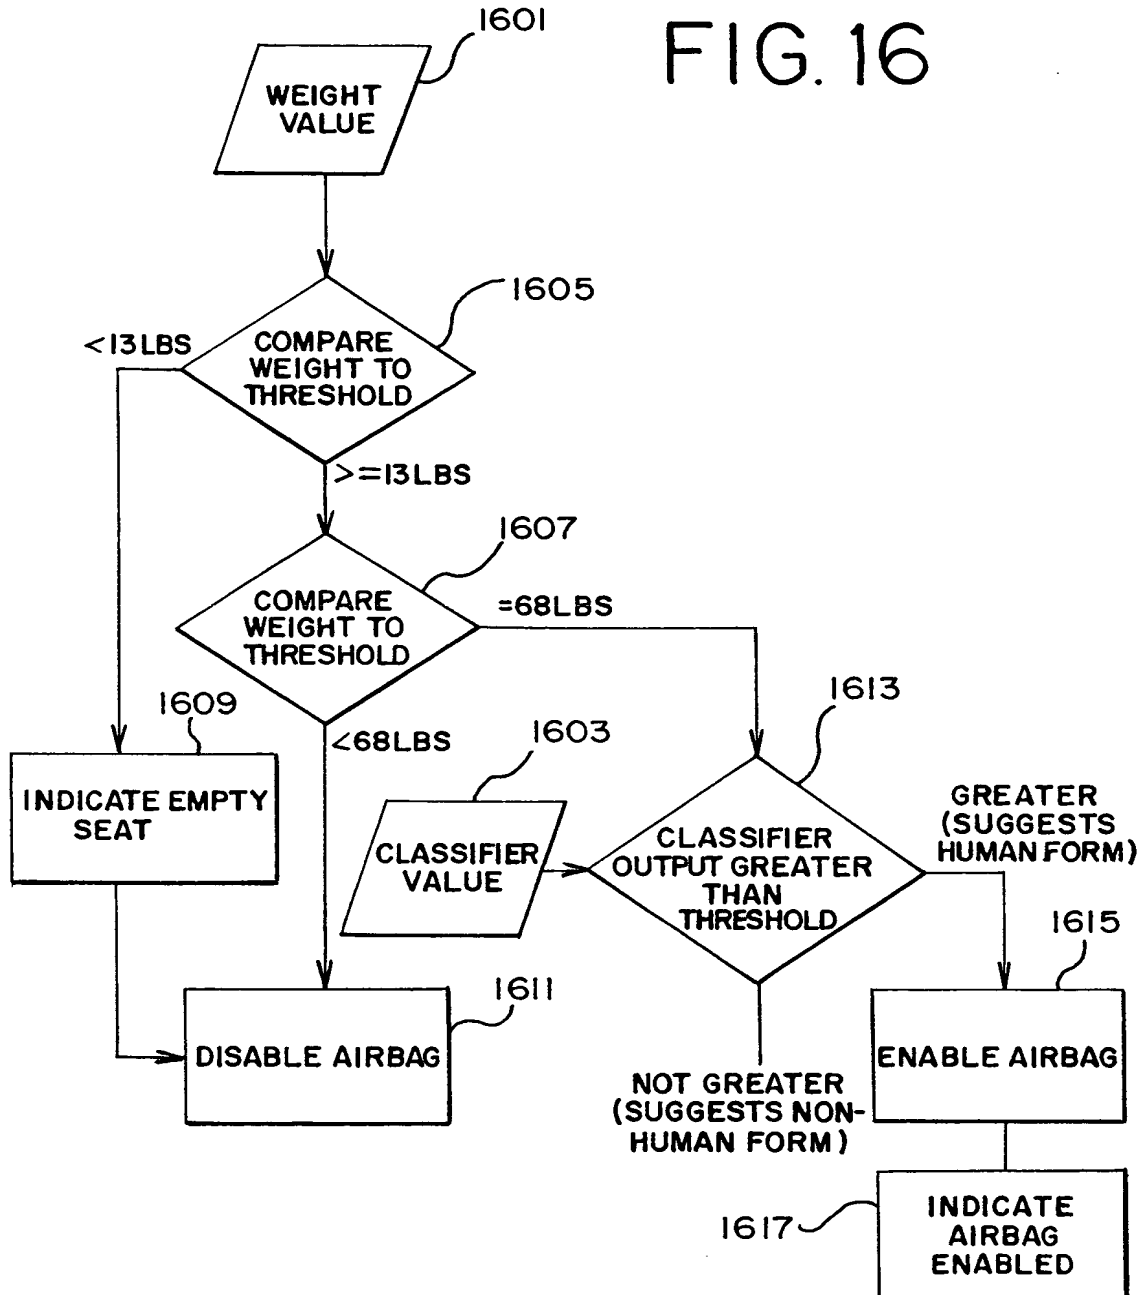 FIG. 16
1601
WEIGHT
VALUE
1605
<13LBS
COMPARE
WEIGHT TO
THRESHOLD
>=13LBS
1607
COMPARE
WEIGHT TO
THRESHOLD
=68LBS
1609
<68LBS
1603
1613
INDICATE EMPTY
SEAT
CLASSIFIER
VALUE
CLASSIFIER
OUTPUT GREATER
THAN
THRESHOLD
GREATER
(SUGGESTS
HUMAN FORM)
1615
1611
DISABLE AIRBAG
ENABLE AIRBAG
NOT GREATER
(SUGGESTS NON-
HUMAN FORM)
1617
INDICATE
AIRBAG
ENABLED